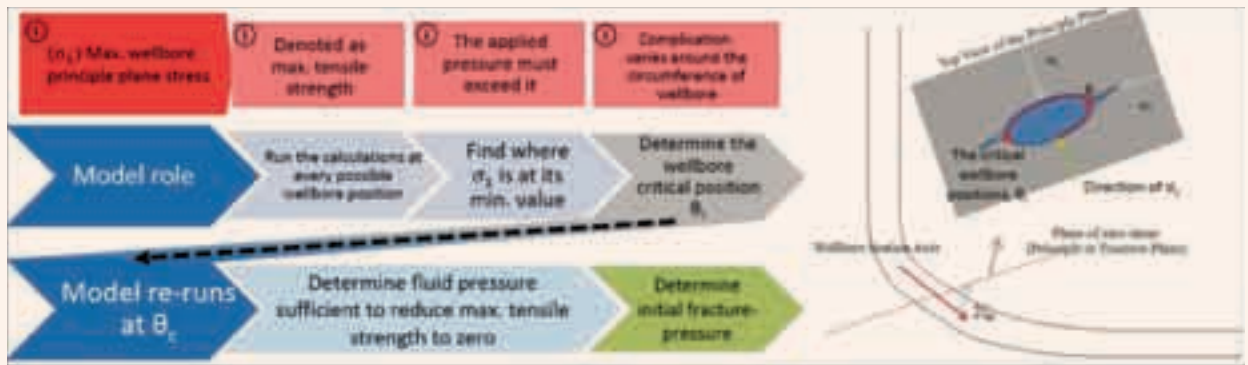 (σ₁) Max. wellbore
principle plane stress
Denoted as
max. tensile
strength
The applied
pressure must
exceed it
Complication:
varies around the
circumference of
wellbore
Model role
Run the calculations at
every possible
wellbore position
Find where
is at its
min. value
Determine the
wellbore
critical position
Model re-runs
at θc
Determine fluid pressure
sufficient to reduce max. tensile
strength to zero
Determine
initial fracture-
pressure
Top View of the Principle Plane
The critical
wellbore
positions,
Direction of
Plane of zero shear
(Principle or Fracture Plane)
Wellbore